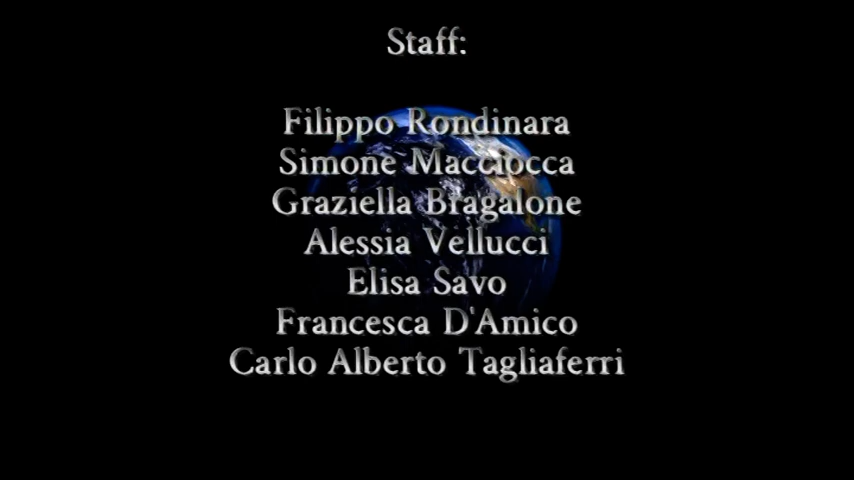 Staff:
Filippo Rondinara
Simone Macciocca
Graziella Bragalone
Alessia Vellucci
Elisa Savo
Francesca D'Amico
Carlo Alberto Tagliaferri